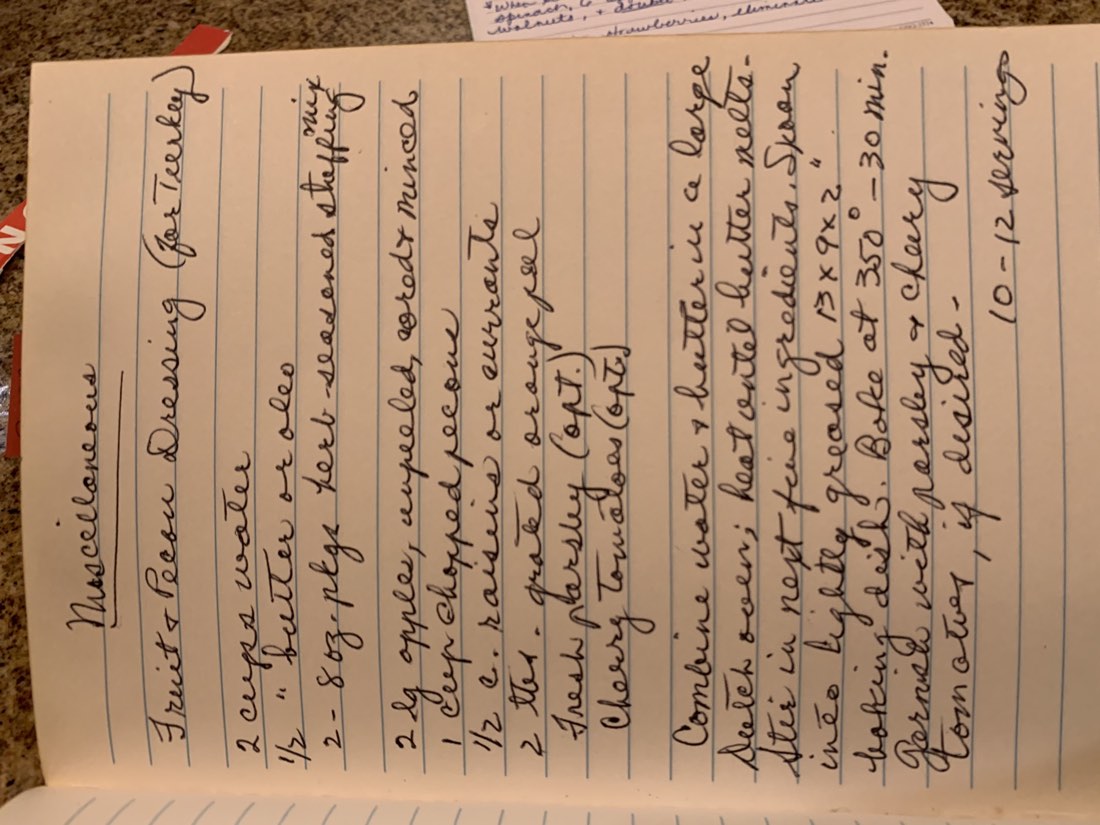 Miscellaneous
Fruit & Pecan Dressing (for Turkey)
2 cups water
1/2 " butter or oleo
2 - 8 oz. pkgs herb-seasoned stuffing mix
2 lg apples, unpeeled, cored & minced
1 cup chopped pecans
1/2 c. raisins or currants
2 tbs. grated orange peel
Fresh parsley (opt.)
Cherry tomatoes (opt.)
Combine water & butter in a large
Dutch oven; heat until butter melts.
Stir in next five ingredients. Spoon
into lightly greased 13 x 9 x 2"
baking dish. Bake at 350° - 30 min.
Garnish with parsley & cherry
tomatoes, if desired -
10 - 12 servings
N
walnuts, +
strawberries,